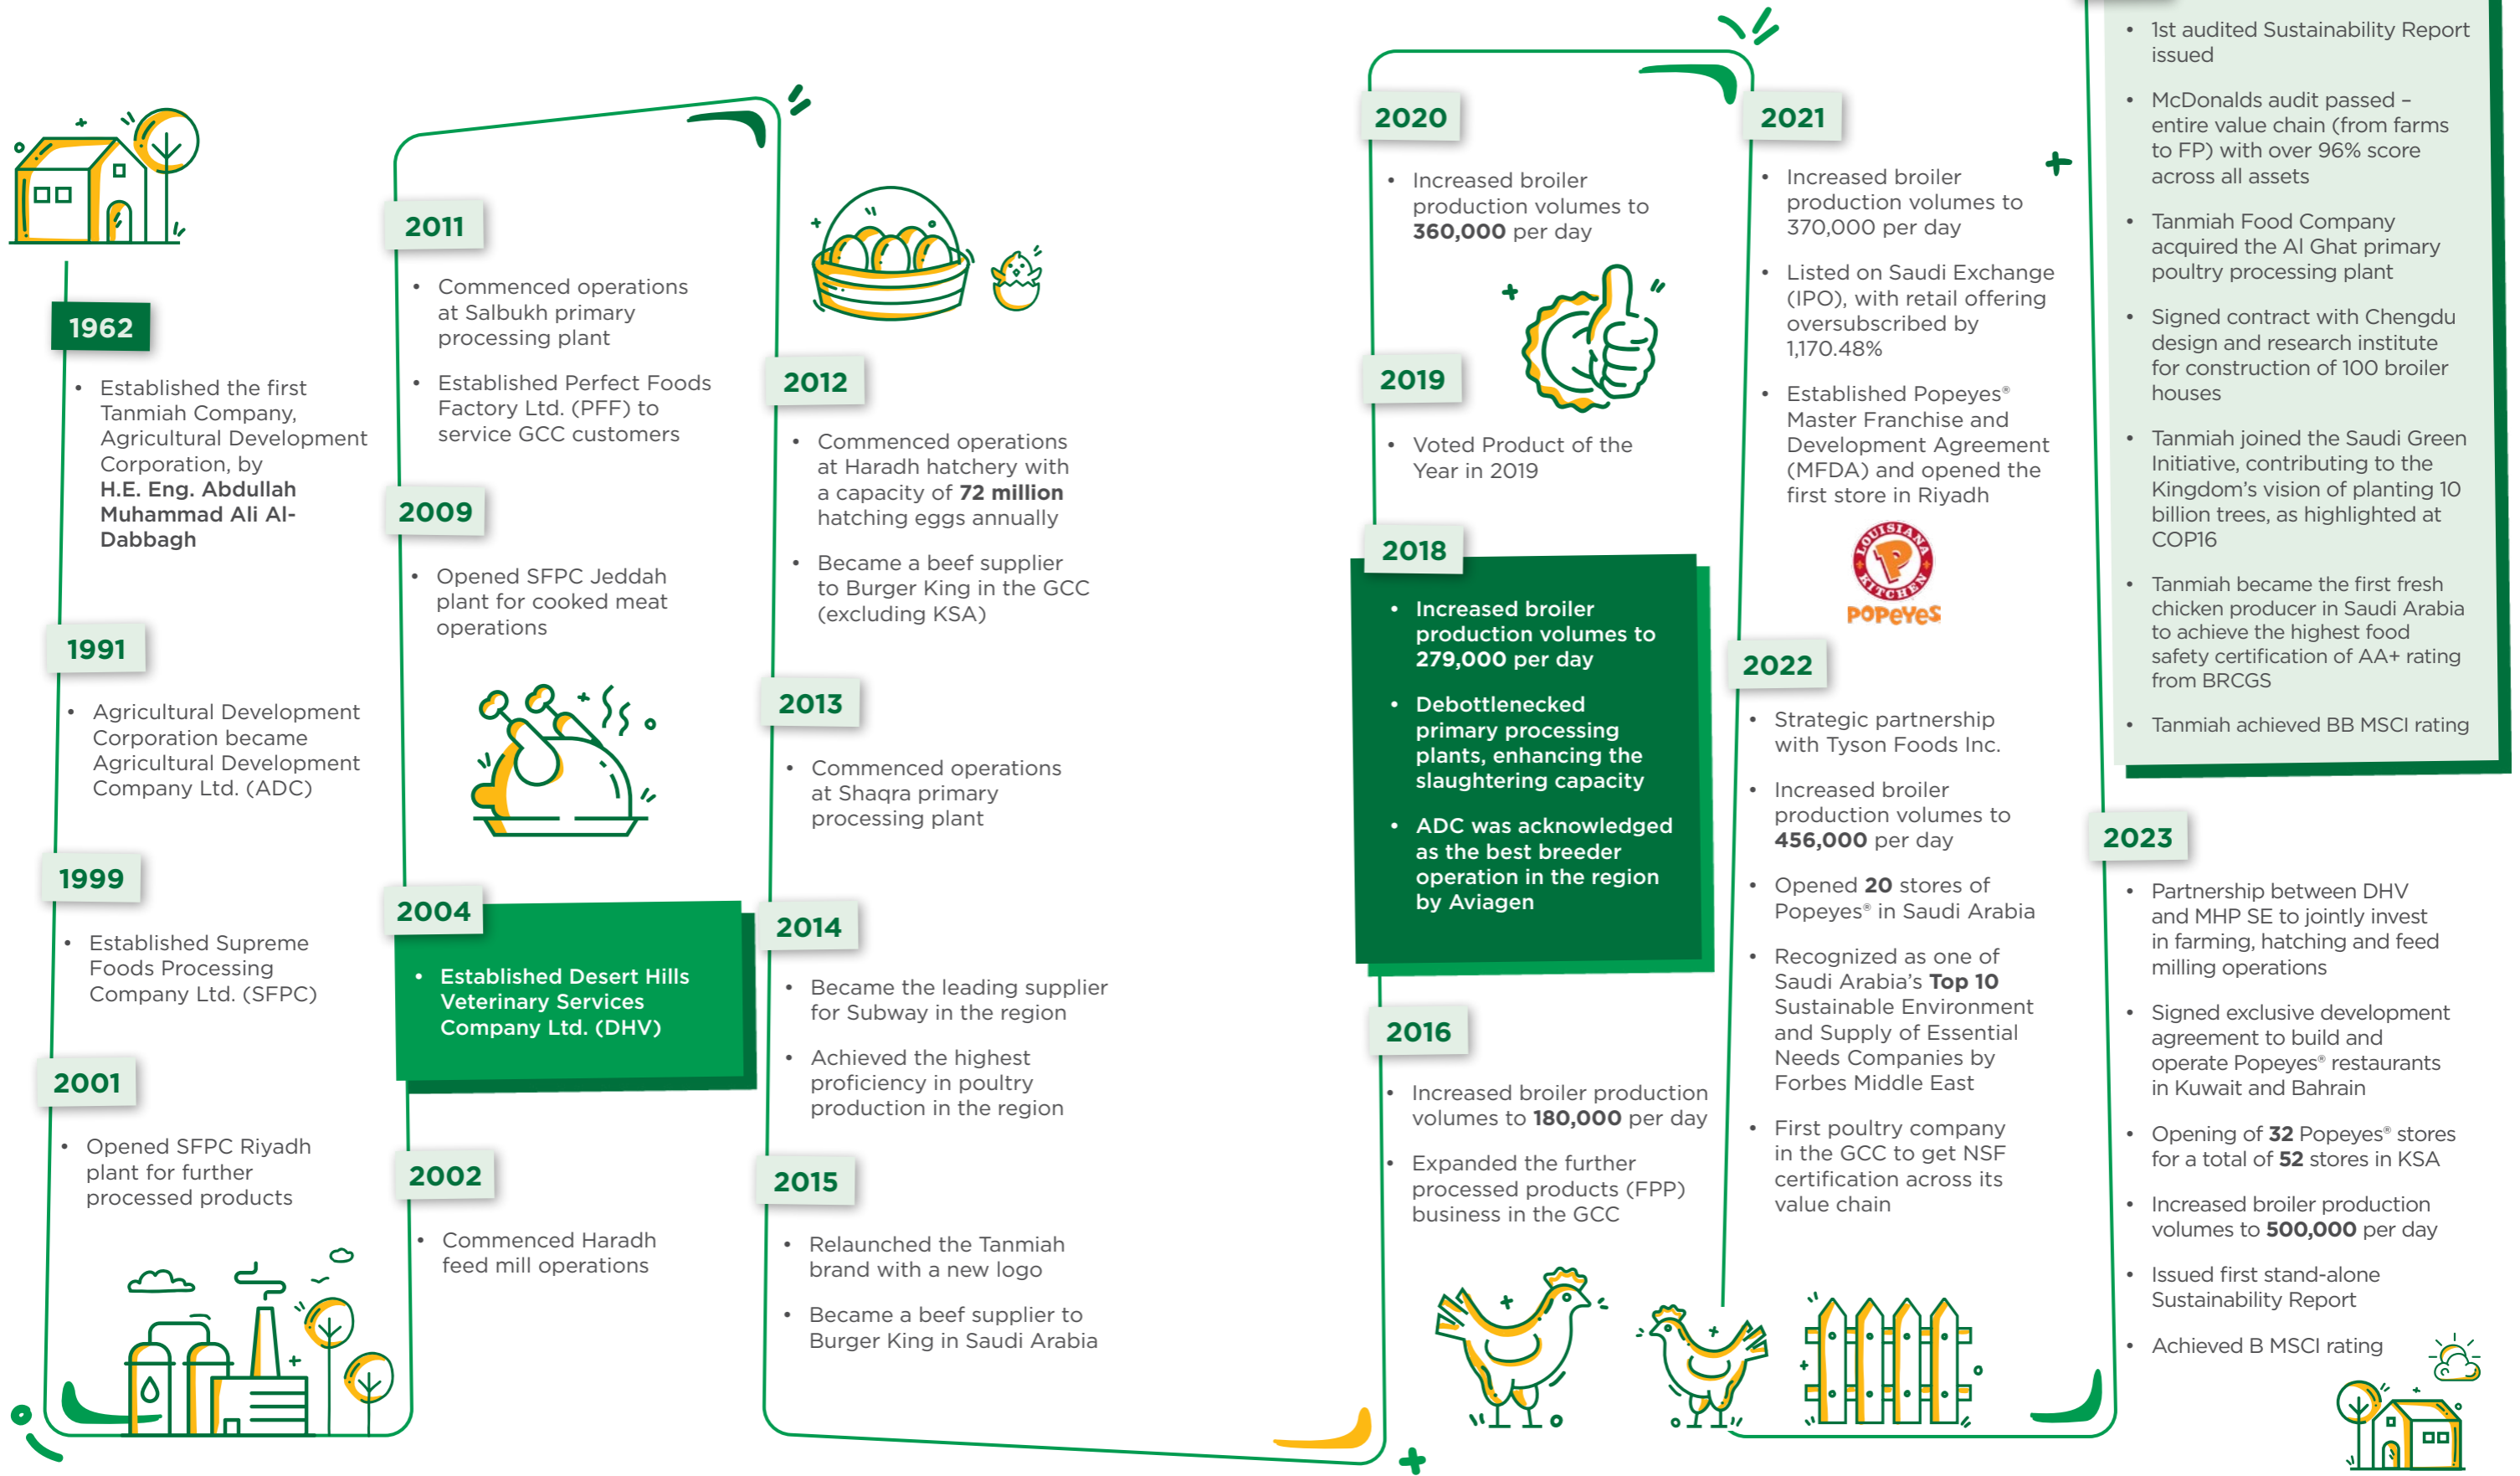 1962
• Established the first
Tanmiah Company,
Agricultural Development
Corporation, by
H.E. Eng. Abdullah
Muhammad Ali Al-
Dabbagh
1991
• Agricultural Development
Corporation became
Agricultural Development
Company Ltd. (ADC)
1999
• Established Supreme
Foods Processing
Company Ltd. (SFPC)
2001
• Opened SFPC Riyadh
plant for further
processed products
2002
• Commenced Haradh
feed mill operations
2004
• Established Desert Hills
Veterinary Services
Company Ltd. (DHV)
2009
• Opened SFPC Jeddah
plant for cooked meat
operations
2011
• Commenced operations
at Salbukh primary
processing plant
• Established Perfect Foods
Factory Ltd. (PFF) to
service GCC customers
2012
• Commenced operations
at Haradh hatchery with
a capacity of 72 million
hatching eggs annually
• Became a beef supplier
to Burger King in the GCC
(excluding KSA)
2013
• Commenced operations
at Shaqra primary
processing plant
2014
• Became the leading supplier
for Subway in the region
• Achieved the highest
proficiency in poultry
production in the region
2015
• Relaunched the Tanmiah
brand with a new logo
• Became a beef supplier to
Burger King in Saudi Arabia
2016
• Increased broiler production
volumes to 180,000 per day
• Expanded the further
processed products (FPP)
business in the GCC
2018
• Increased broiler
production volumes to
279,000 per day
• Debottlenecked
primary processing
plants, enhancing the
slaughtering capacity
• ADC was acknowledged
as the best breeder
operation in the region
by Aviagen
2019
• Voted Product of the
Year in 2019
2020
• Increased broiler
production volumes to
360,000 per day
2021
• Increased broiler
production volumes to
370,000 per day
• Listed on Saudi Exchange
(IPO), with retail offering
oversubscribed by
1,170.48%
• Established Popeyes®
Master Franchise and
Development Agreement
(MFDA) and opened the
first store in Riyadh
LOUISIANA
P
KITCHEN
POPEYES
2022
• Strategic partnership
with Tyson Foods Inc.
• Increased broiler
production volumes to
456,000 per day
• Opened 20 stores of
Popeyes® in Saudi Arabia
• Recognized as one of
Saudi Arabia’s Top 10
Sustainable Environment
and Supply of Essential
Needs Companies by
Forbes Middle East
• First poultry company
in the GCC to get NSF
certification across its
value chain
2023
• Partnership between DHV
and MHP SE to jointly invest
in farming, hatching and feed
milling operations
• Signed exclusive development
agreement to build and
operate Popeyes® restaurants
in Kuwait and Bahrain
• Opening of 32 Popeyes® stores
for a total of 52 stores in KSA
• Increased broiler production
volumes to 500,000 per day
• Issued first stand-alone
Sustainability Report
• Achieved B MSCI rating
• 1st audited Sustainability Report
issued
• McDonalds audit passed –
entire value chain (from farms
to FP) with over 96% score
across all assets
• Tanmiah Food Company
acquired the Al Ghat primary
poultry processing plant
• Signed contract with Chengdu
design and research institute
for construction of 100 broiler
houses
• Tanmiah joined the Saudi Green
Initiative, contributing to the
Kingdom’s vision of planting 10
billion trees, as highlighted at
COP16
• Tanmiah became the first fresh
chicken producer in Saudi Arabia
to achieve the highest food
safety certification of AA+ rating
from BRCGS
• Tanmiah achieved BB MSCI rating